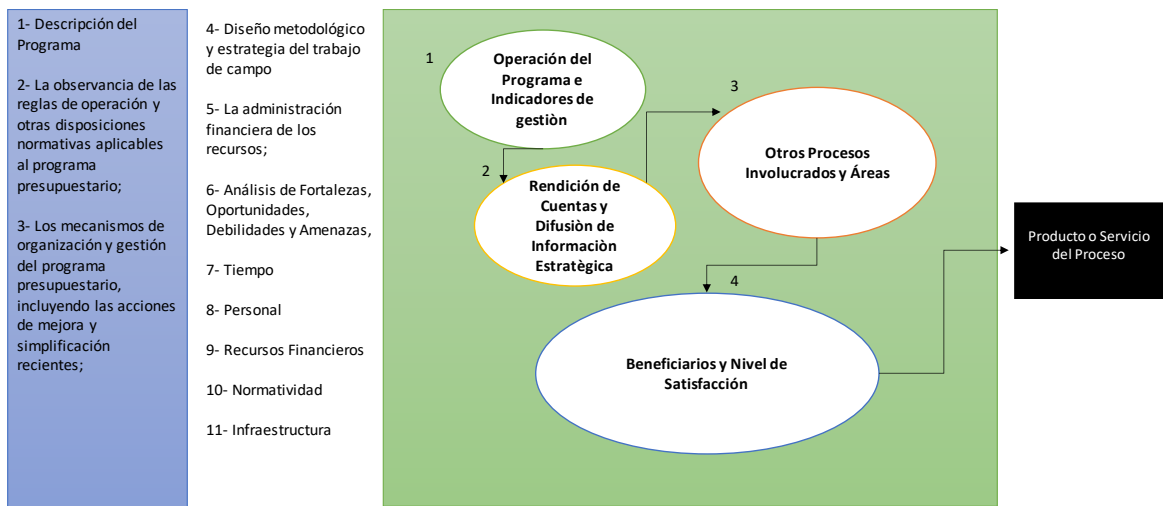 1- Descripción del
Programa
2- La observancia de las
reglas de operación y
otras disposiciones
normativas aplicables
al programa
presupuestario;
3- Los mecanismos de
organización y gestión
del programa
presupuestario,
incluyendo las acciones
de mejora y
simplificación
recientes;
4- Diseño metodológico
y estrategia del trabajo
de campo
5- La administración
financiera de los
recursos;
6- Análisis de Fortalezas,
Oportunidades,
Debilidades y Amenazas,
7- Tiempo
8- Personal
9- Recursos Financieros
10- Normatividad
11- Infraestructura
1
Operación del
Programa e
Indicadores de
gestiòn
2
Rendición de
Cuentas y
Difusiòn de
Informaciòn
Estratègica
3
Otros Procesos
Involucrados y Áreas
4
Beneficiarios y Nivel de
Satisfacción
Producto o Servicio
del Proceso